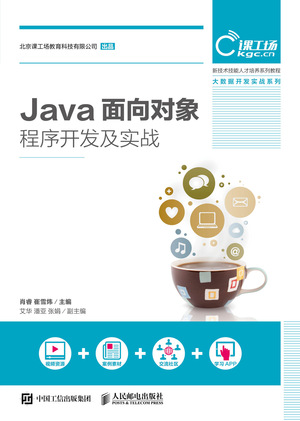 北京课工场教育科技有限公司 出品
课工场
kgc.cn
新技术技能人才培养系列教程
大数据开发实战系列
Java 面向对象
程序开发及实战
肖睿 崔雪炜 / 主编
艾华 潘亚 张娟 / 副主编
视频资源 + 案例素材 + 交流社区 + 学习APP
中国工信出版集团
人民邮电出版社
POSTS & TELECOM PRESS